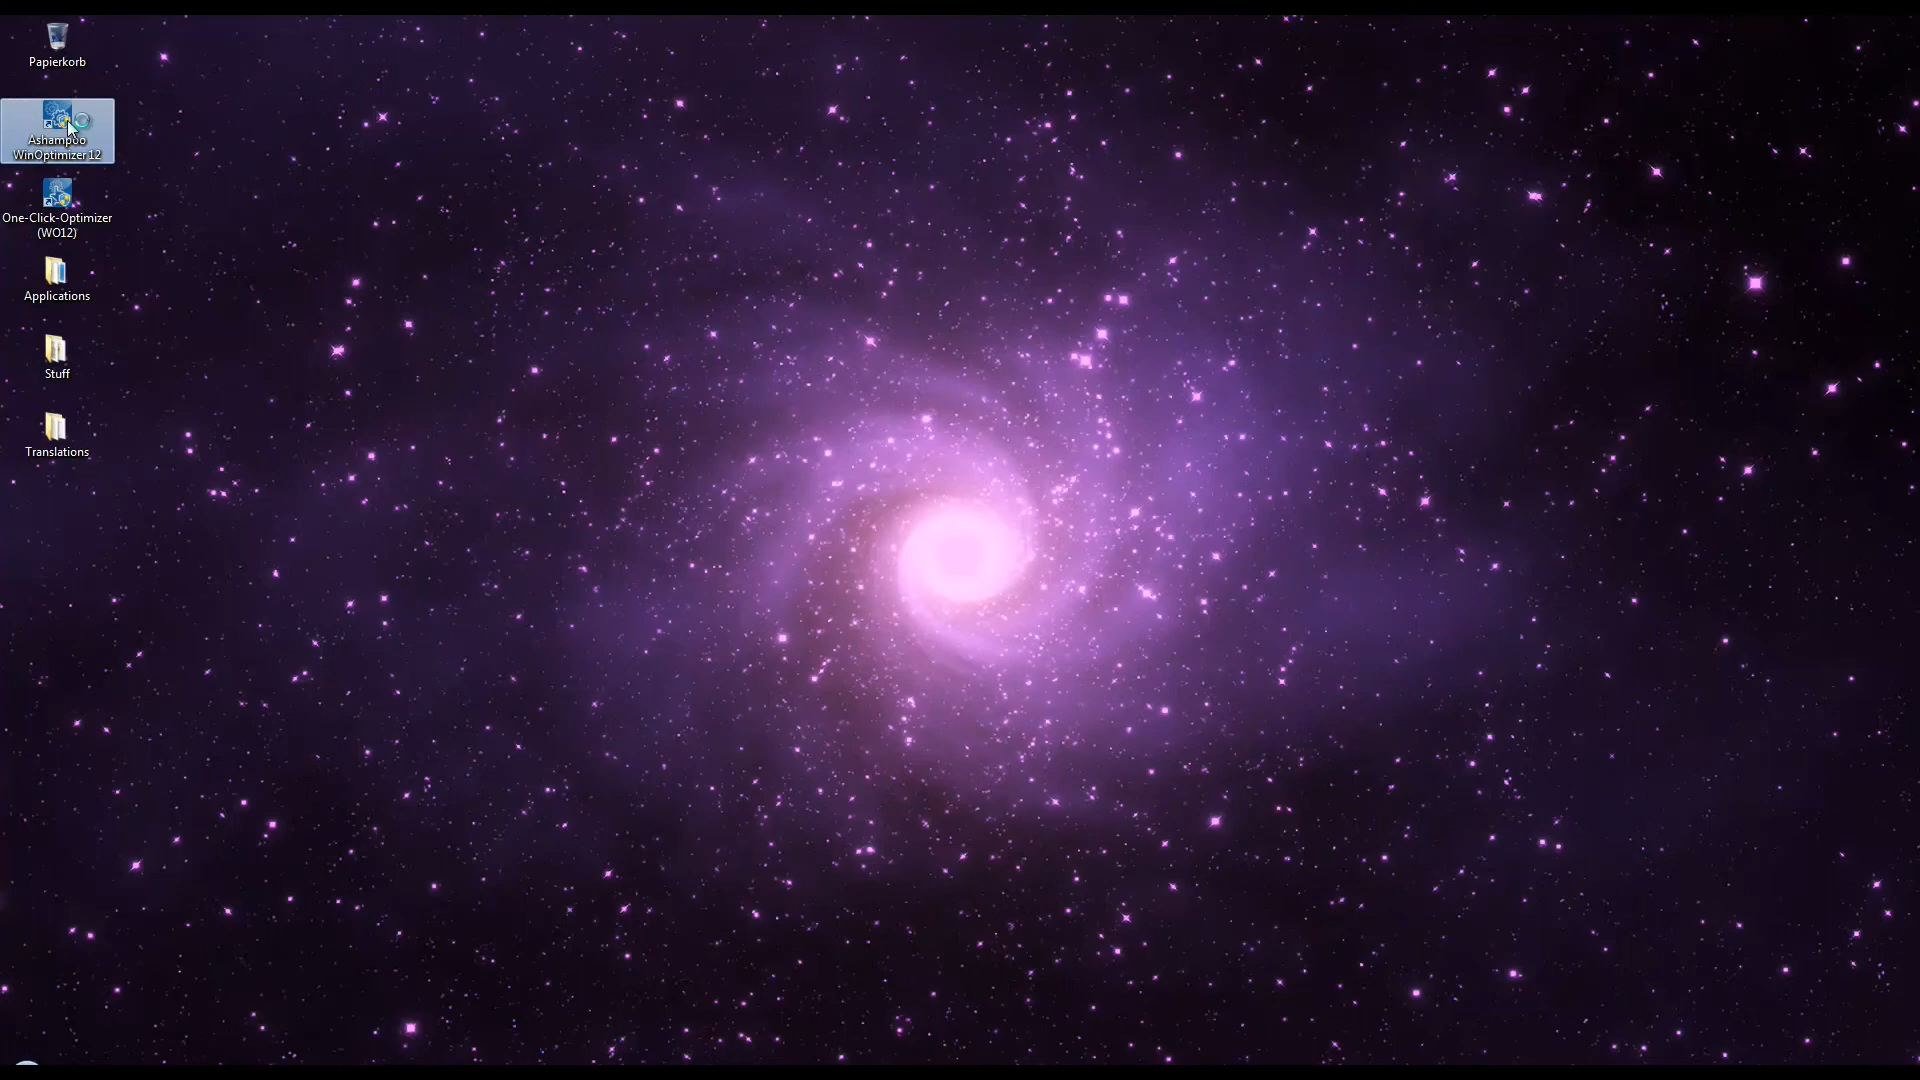 Papierkorb
Ashampoo
WinOptimizer 12
One-Click-Optimizer
(WO12)
Applications
Stuff
Translations